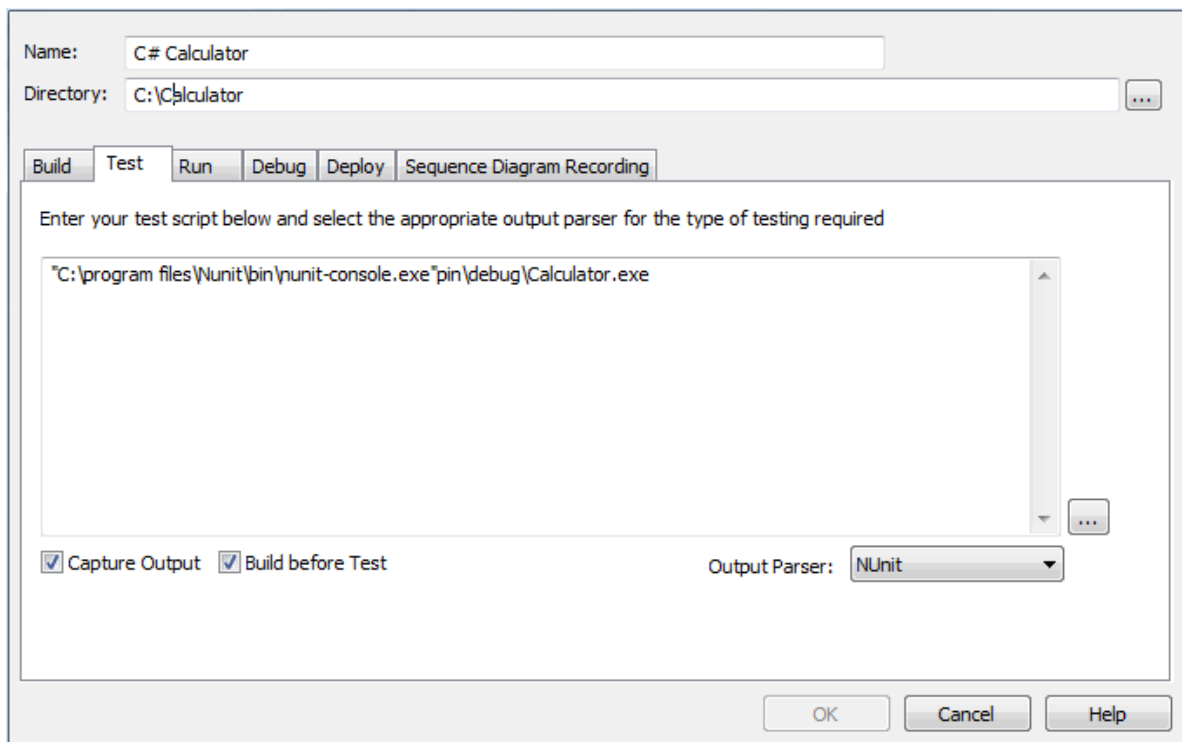 Name: C# Calculator
Directory: C:\Calculator ...
Build Test Run Debug Deploy Sequence Diagram Recording
Enter your test script below and select the appropriate output parser for the type of testing required
"C:\program files\Nunit\bin\nunit-console.exe"pin\debug\Calculator.exe
...
Capture Output Build before Test Output Parser: NUnit
OK Cancel Help